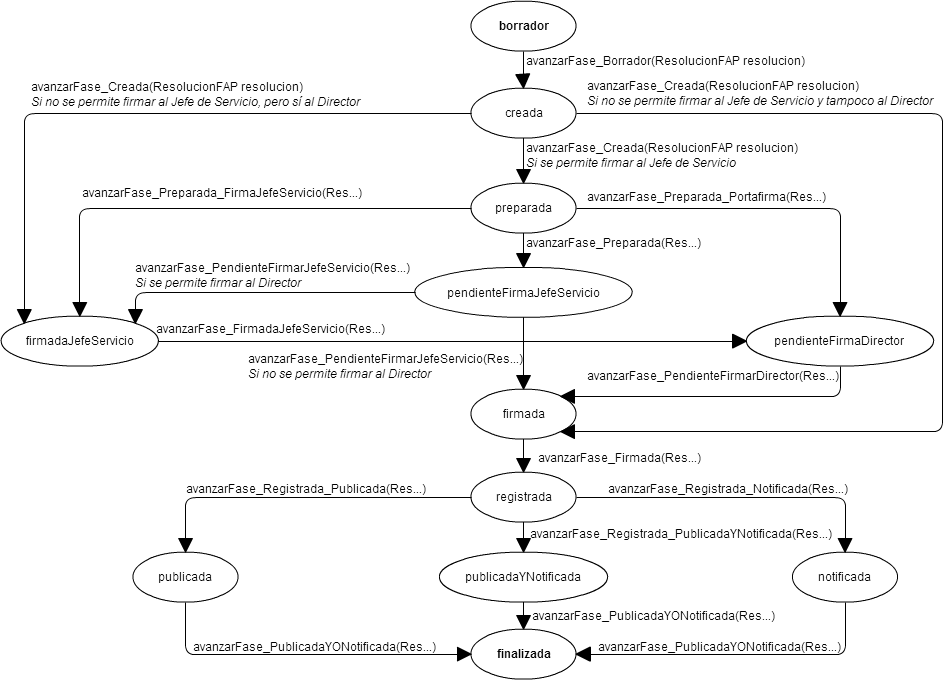 borrador
avanzarFase_Borrador(ResolucionFAP resolucion)
avanzarFase_Creada(ResolucionFAP resolucion)
Si no se permite firmar al Jefe de Servicio, pero sí al Director
avanzarFase_Creada(ResolucionFAP resolucion)
Si no se permite firmar al Jefe de Servicio y tampoco al Director
creada
avanzarFase_Creada(ResolucionFAP resolucion)
Si se permite firmar al Jefe de Servicio
avanzarFase_Preparada_FirmaJefeServicio(Res...)
preparada
avanzarFase_Preparada_Portafirma(Res...)
avanzarFase_Preparada(Res...)
avanzarFase_PendienteFirmarJefeServicio(Res...)
Si se permite firmar al Director
pendienteFirmaJefeServicio
firmadaJefeServicio
avanzarFase_FirmadaJefeServicio(Res...)
pendienteFirmaDirector
avanzarFase_PendienteFirmarJefeServicio(Res...)
Si no se permite firmar al Director
avanzarFase_PendienteFirmarDirector(Res...)
firmada
avanzarFase_Firmada(Res...)
avanzarFase_Registrada_Publicada(Res...)
registrada
avanzarFase_Registrada_Notificada(Res...)
avanzarFase_Registrada_PublicadaYNotificada(Res...)
publicada
publicadaYNotificada
notificada
avanzarFase_PublicadaYONotificada(Res...)
avanzarFase_PublicadaYONotificada(Res...)
finalizada
avanzarFase_PublicadaYONotificada(Res...)